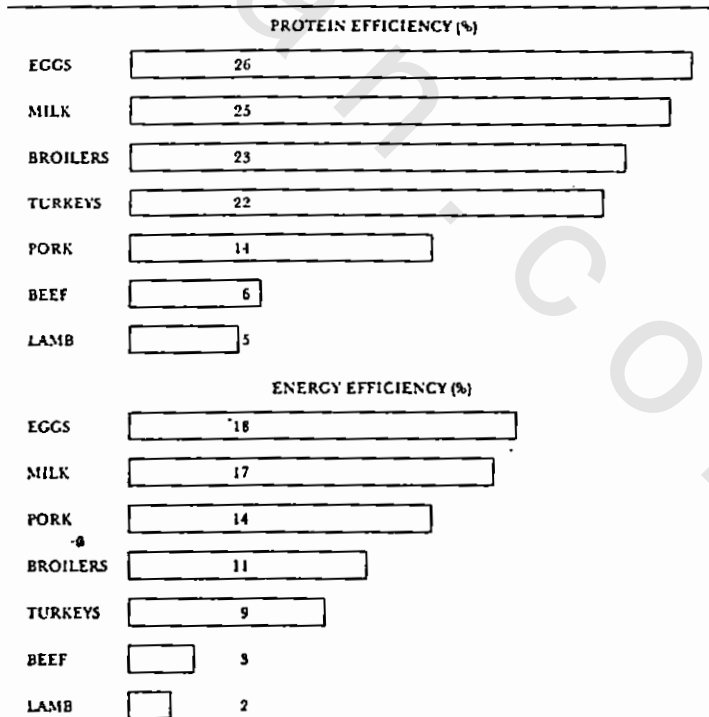 PROTEIN EFFICIENCY (%)
EGGS 26
MILK 25
BROILERS 23
TURKEYS 22
PORK 14
BEEF 6
LAMB 5
ENERGY EFFICIENCY (%)
EGGS 18
MILK 17
PORK 14
BROILERS 11
TURKEYS 9
BEEF 3
LAMB 2